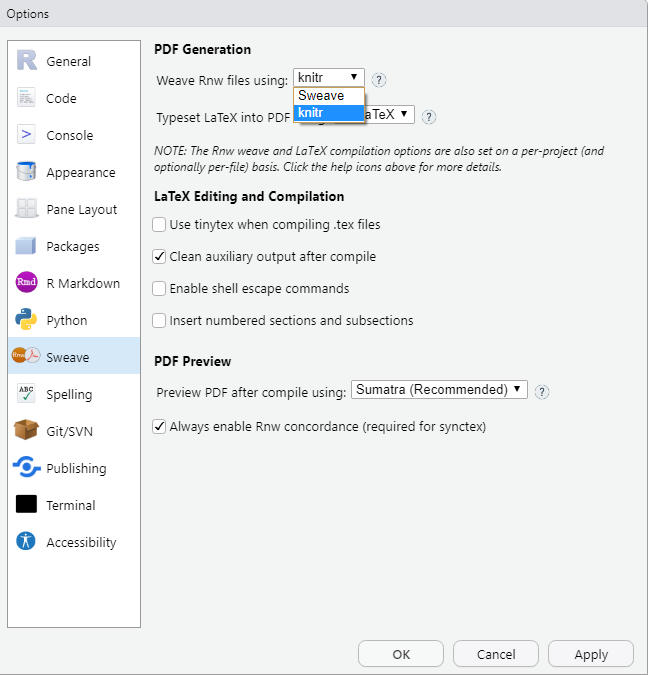 Options
R General
Code
> Console
Appearance
Pane Layout
Packages
Rmd R Markdown
Python
Rnw Sweave
ABC Spelling
Git/SVN
Publishing
Terminal
Accessibility
PDF Generation
Weave Rnw files using: knitr ?
Sweave
knitr
Typeset LaTeX into PDF aTeX ?
NOTE: The Rnw weave and LaTeX compilation options are also set on a per-project (and
optionally per-file) basis. Click the help icons above for more details.
LaTeX Editing and Compilation
Use tinytex when compiling .tex files
Clean auxiliary output after compile
Enable shell escape commands
Insert numbered sections and subsections
PDF Preview
Preview PDF after compile using: Sumatra (Recommended) ?
Always enable Rnw concordance (required for synctex)
OK Cancel Apply